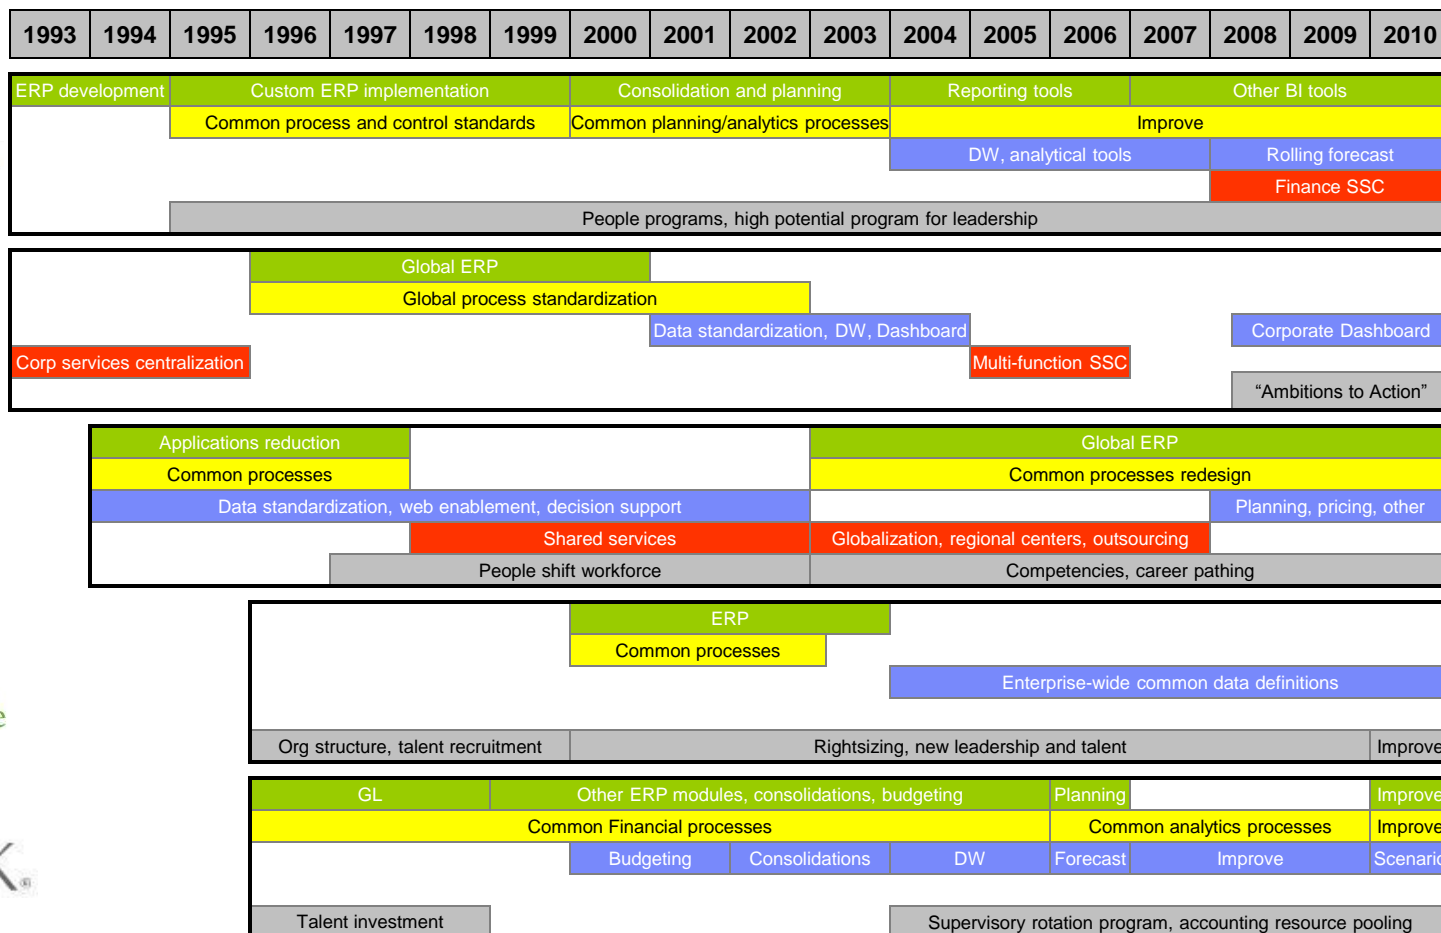 1993 1994 1995 1996 1997 1998 1999 2000 2001 2002 2003 2004 2005 2006 2007 2008 2009 2010
ERP development Custom ERP implementation Consolidation and planning Reporting tools Other BI tools
Common process and control standards Common planning/analytics processes Improve
DW, analytical tools Rolling forecast
Finance SSC
People programs, high potential program for leadership
Global ERP
Global process standardization
Data standardization, DW, Dashboard Corporate Dashboard
Corp services centralization Multi-function SSC
“Ambitions to Action”
Applications reduction Global ERP
Common processes Common processes redesign
Data standardization, web enablement, decision support Planning, pricing, other
Shared services Globalization, regional centers, outsourcing
People shift workforce Competencies, career pathing
ERP
Common processes
Enterprise-wide common data definitions
Org structure, talent recruitment Rightsizing, new leadership and talent Improve
GL Other ERP modules, consolidations, budgeting Planning Improve
Common Financial processes Common analytics processes Improve
Budgeting Consolidations DW Forecast Improve Scenario
Talent investment Supervisory rotation program, accounting resource pooling